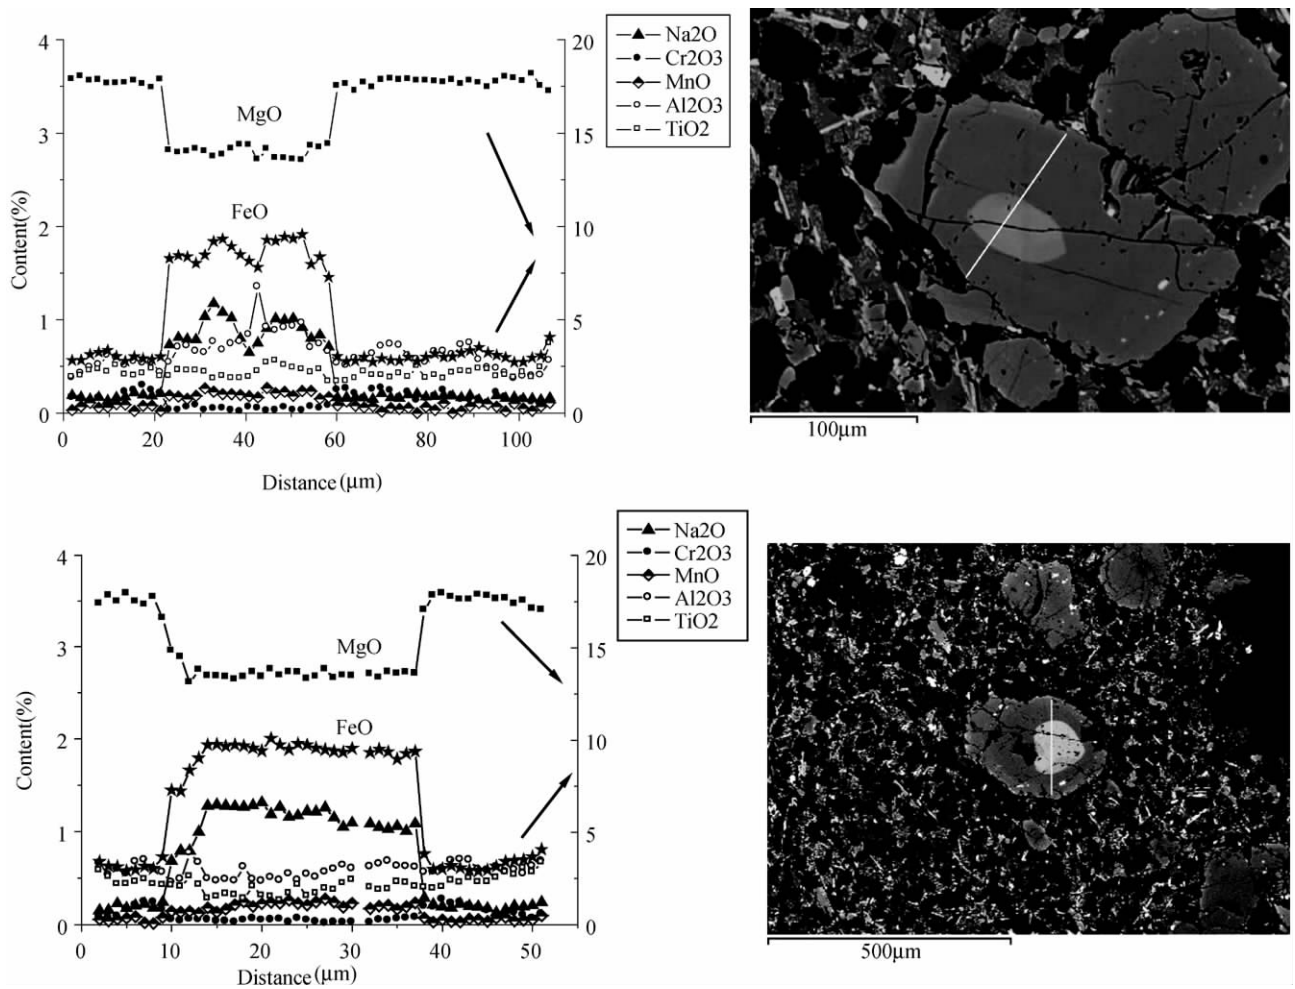 4
3
2
1
0
20
15
10
5
0
Content(%)
MgO
FeO
0 20 40 60 80 100
Distance(μm)
Na2O
Cr2O3
MnO
Al2O3
TiO2
100μm
4
3
2
1
0
20
15
10
5
0
Content(%)
MgO
FeO
0 10 20 30 40 50
Distance(μm)
Na2O
Cr2O3
MnO
Al2O3
TiO2
500μm